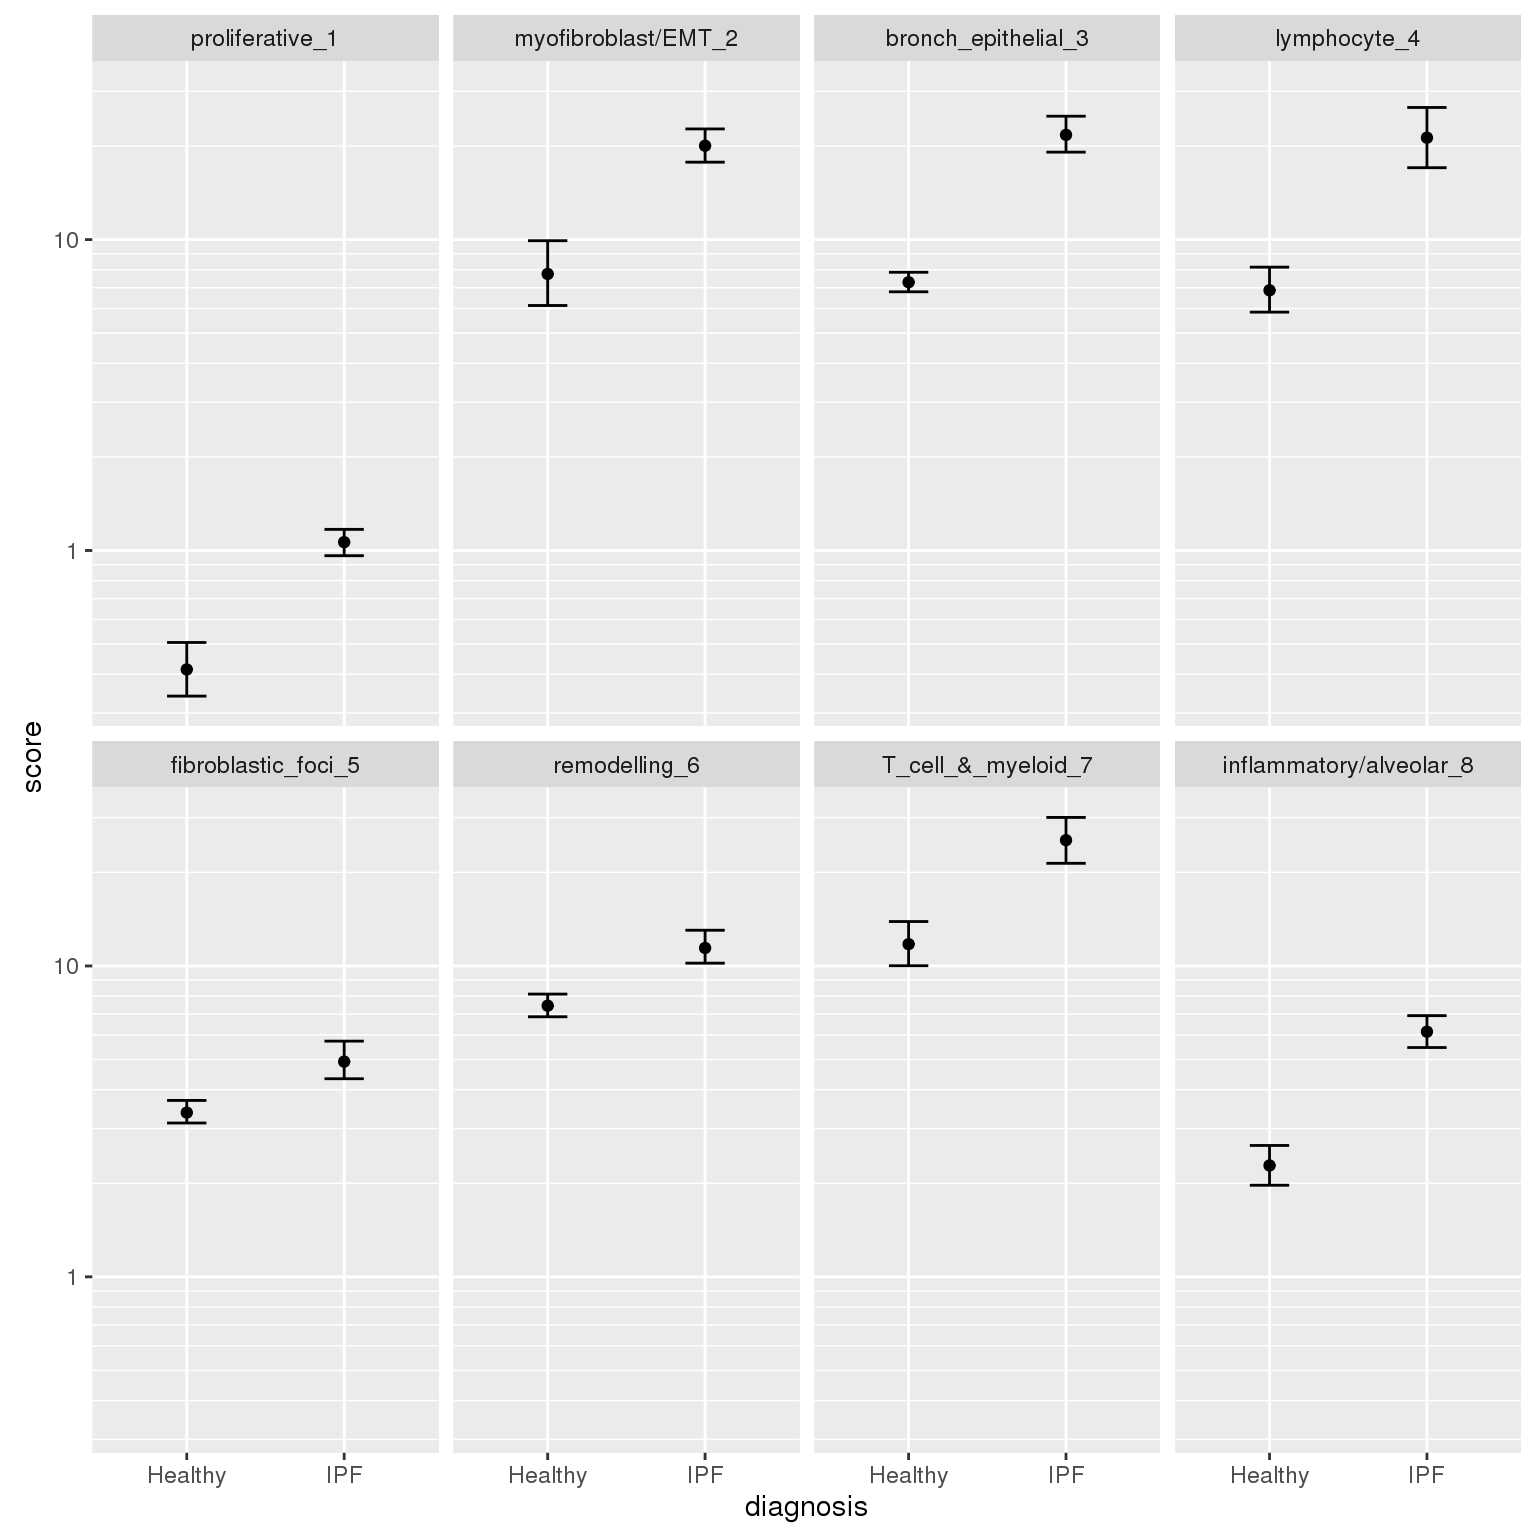 proliferative_1
myofibroblast/EMT_2
bronch_epithelial_3
lymphocyte_4
10
1
score
fibroblastic_foci_5
remodelling_6
T_cell_&_myeloid_7
inflammatory/alveolar_8
10
1
Healthy IPF Healthy IPF Healthy IPF Healthy IPF
diagnosis